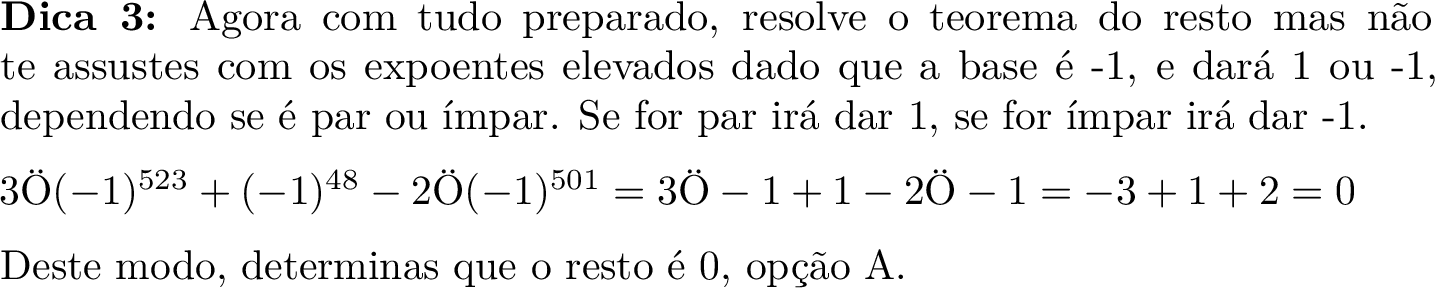 Dica 3: Agora com tudo preparado, resolve o teorema do resto mas não
te assustes com os expoentes elevados dado que a base é -1, e dará 1 ou -1,
dependendo se é par ou ímpar. Se for par irá dar 1, se for ímpar irá dar -1.
3Ö(−1)^523 + (−1)^48 − 2Ö(−1)^501 = 3Ö − 1 + 1 − 2Ö − 1 = −3 + 1 + 2 = 0
Deste modo, determinas que o resto é 0, opção A.